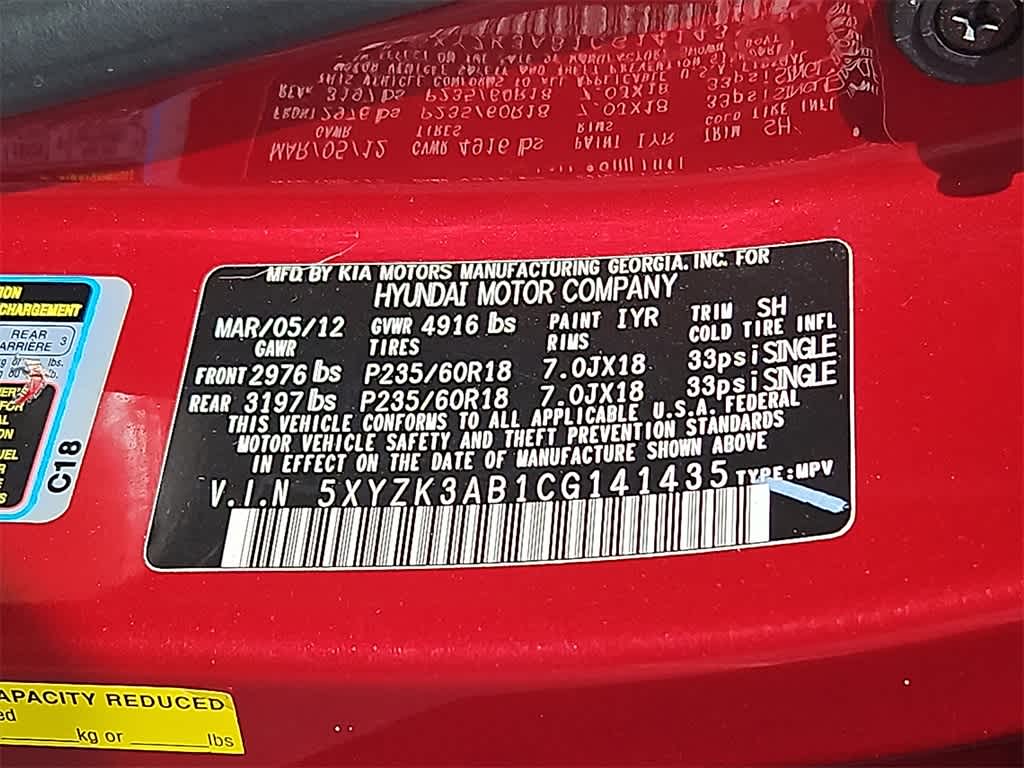 MFD. BY KIA MOTORS MANUFACTURING GEORGIA. INC. FOR
HYUNDAI MOTOR COMPANY
MAR/05/12 GVWR 4916 lbs PAINT IYR TRIM SH
GAWR TIRES RIMS COLD TIRE INFL
FRONT 2976 lbs P235/60R18 7.0JX18 33psi SINGLE
REAR 3197 lbs P235/60R18 7.0JX18 33psi SINGLE
THIS VEHICLE CONFORMS TO ALL APPLICABLE U.S.A. FEDERAL
MOTOR VEHICLE SAFETY AND THEFT PREVENTION STANDARDS
IN EFFECT ON THE DATE OF MANUFACTURE SHOWN ABOVE
V.I.N 5XYZK3AB1CG141435 TYPE:MPV
CHARGEMENT
REAR 3
ARRIÈRE
lbs.
lb.
C18
APACITY REDUCED
kg or lbs